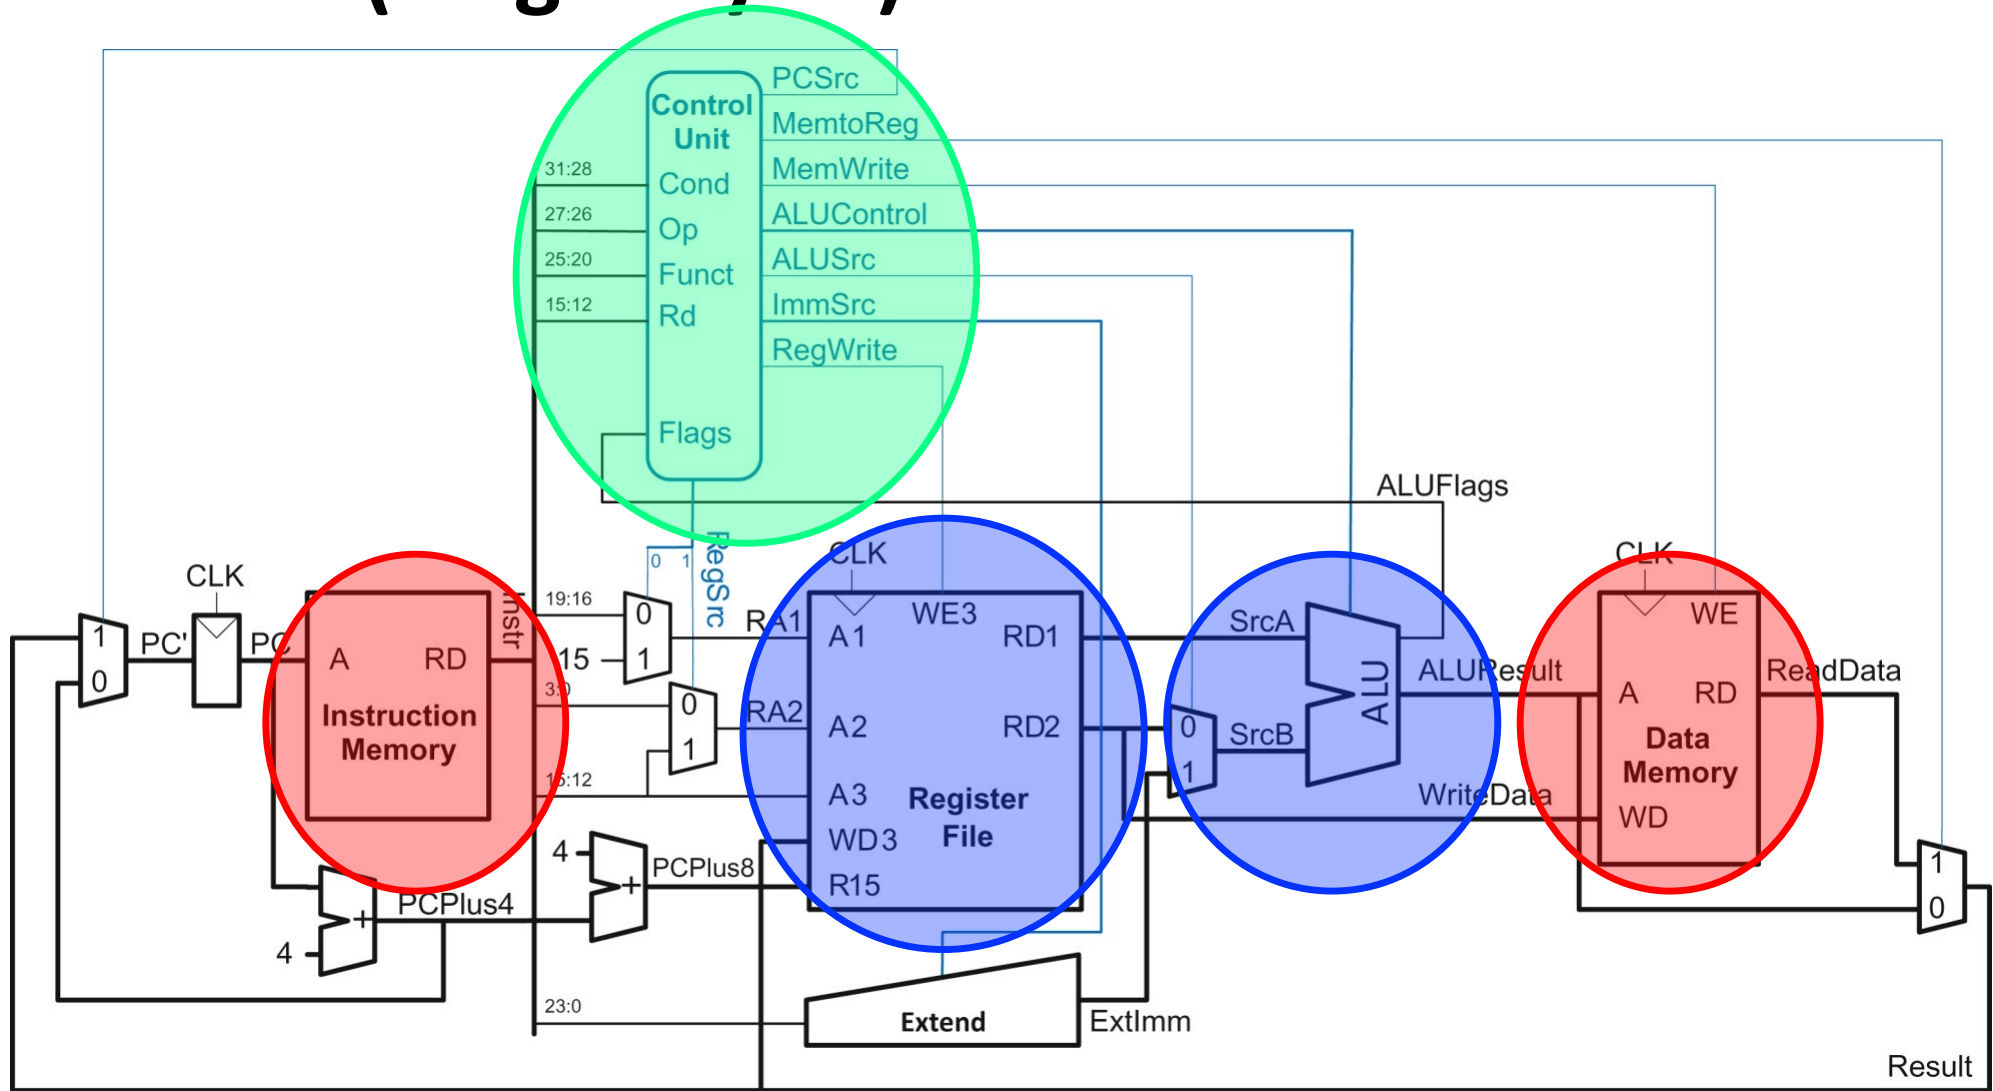 PCSrc
Control
Unit
MemtoReg
31:28
Cond
MemWrite
27:26
Op
ALUControl
25:20
Funct
ALUSrc
15:12
Rd
ImmSrc
RegWrite
Flags
ALUFlags
RegSrc
0 1
CLK
CLK
CLK
Instr
19:16
0
15
1
RA1
A1
WE3
RD1
SrcA
WE
1
0
PC'
PC
A
RD
Instruction
Memory
3:0
0
1
RA2
A2
RD2
0
1
SrcB
ALU
ALUResult
A
RD
ReadData
Data
Memory
15:12
A3
Register
File
WD3
WriteData
WD
4
+
PCPlus8
R15
1
0
+
4
PCPlus4
23:0
Extend
ExtImm
Result